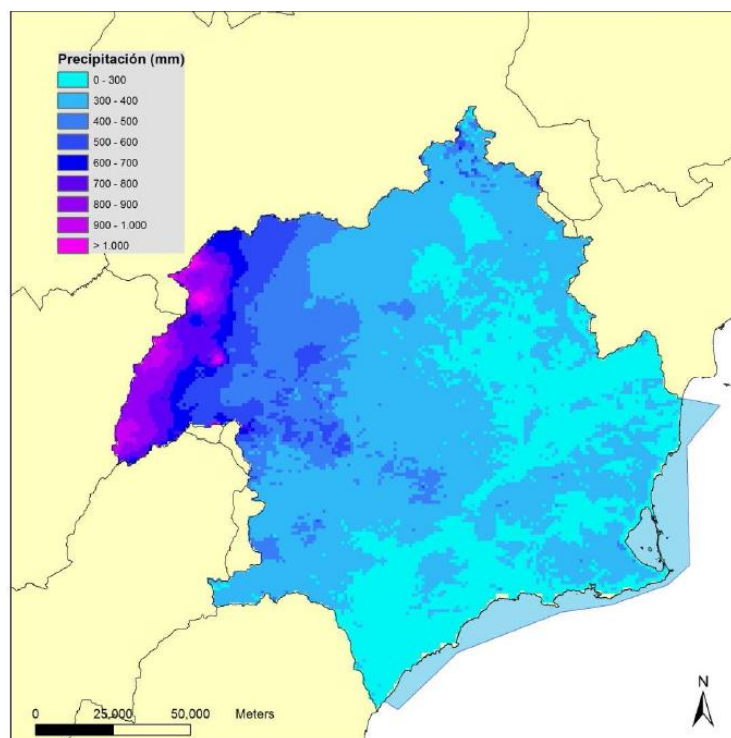 Precipitación (mm)
0 - 300
300 - 400
400 - 500
500 - 600
600 - 700
700 - 800
800 - 900
900 - 1.000
> 1.000
N
0 25,000 50,000 Meters